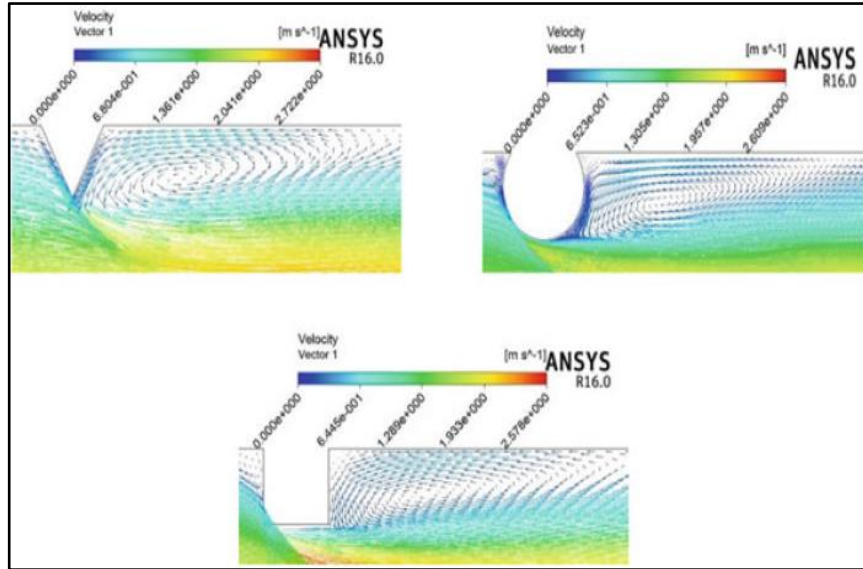 Velocity
Vector 1
[m s^-1]
ANSYS
R16.0
0.000e+000
6.804e-001
1.361e+000
2.041e+000
2.722e+000
Velocity
Vector 1
[m s^-1]
ANSYS
R16.0
0.000e+000
6.523e-001
1.305e+000
1.957e+000
2.609e+000
Velocity
Vector 1
[m s^-1]
ANSYS
R16.0
0.000e+000
6.445e-001
1.289e+000
1.933e+000
2.578e+000